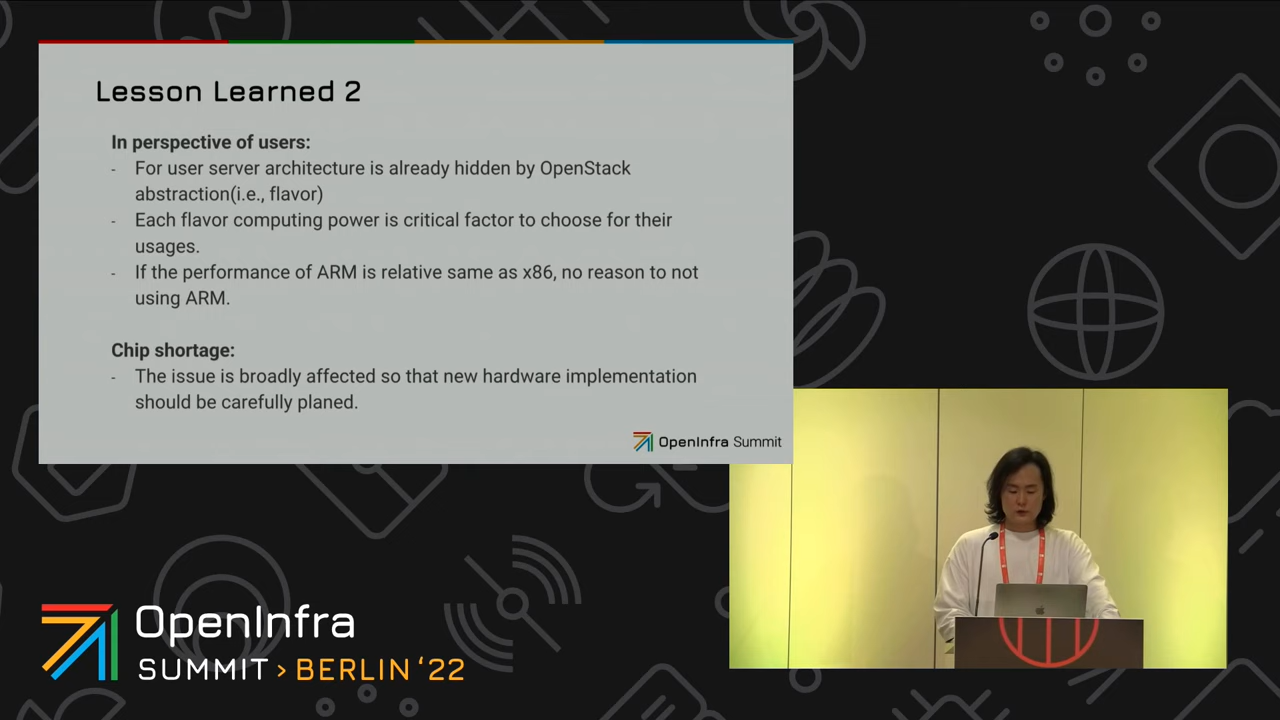 Lesson Learned 2
In perspective of users:
- For user server architecture is already hidden by OpenStack
abstraction(i.e., flavor)
- Each flavor computing power is critical factor to choose for their
usages.
- If the performance of ARM is relative same as x86, no reason to not
using ARM.
Chip shortage:
- The issue is broadly affected so that new hardware implementation
should be carefully planed.
OpenInfra Summit
OpenInfra
SUMMIT > BERLIN ‘22